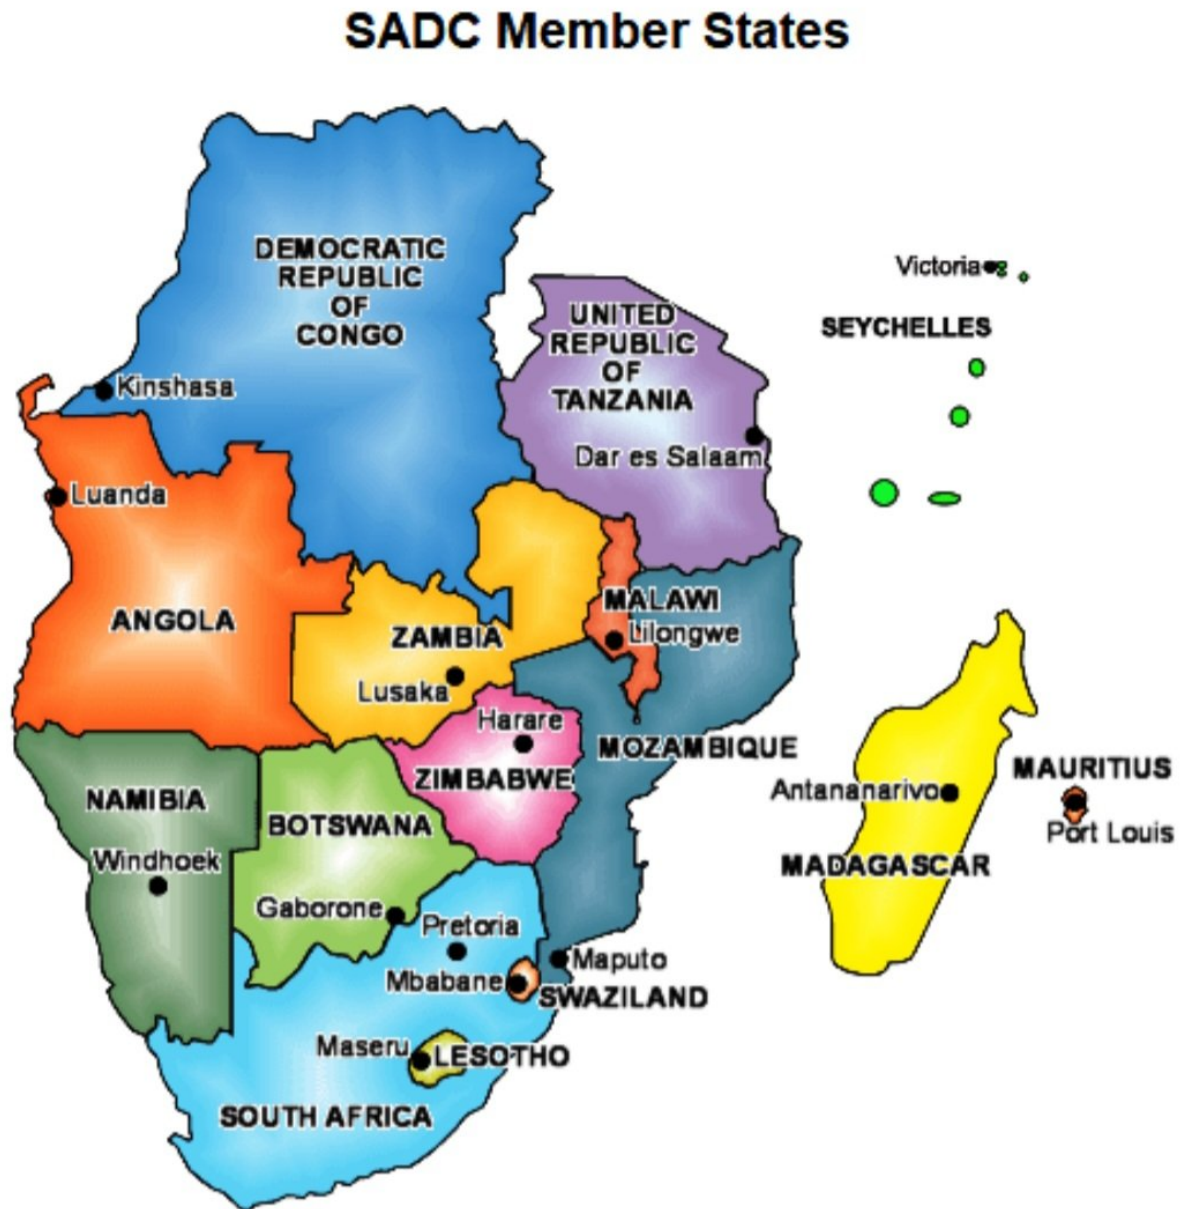 SADC Member States
DEMOCRATIC
REPUBLIC
OF
CONGO
Kinshasa
UNITED
REPUBLIC
OF
TANZANIA
Dar es Salaam
Victoria
SEYCHELLES
Luanda
ANGOLA
ZAMBIA
Lusaka
MALAWI
Lilongwe
Harare
ZIMBABWE
MOZAMBIQUE
NAMIBIA
Windhoek
BOTSWANA
Gaborone
Antananarivo
MADAGASCAR
MAURITIUS
Port Louis
Pretoria
Mbabane
Maputo
SWAZILAND
Maseru
LESOTHO
SOUTH AFRICA